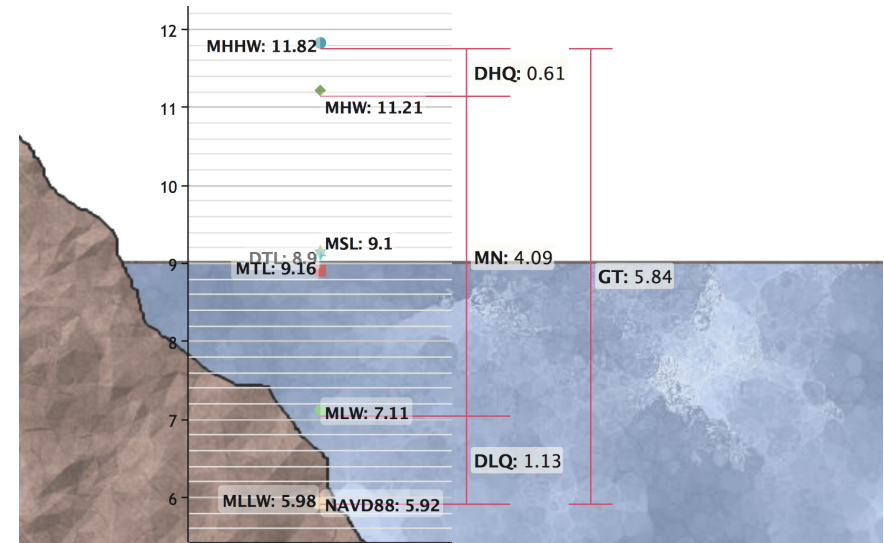 12
MHHW: 11.82
DHQ: 0.61
11
MHW: 11.21
10
MSL: 9.1
DTL: 8.9
MN: 4.09
9
MTL: 9.16
GT: 5.84
8
7
MLW: 7.11
DLQ: 1.13
6
MLLW: 5.98
NAVD88: 5.92